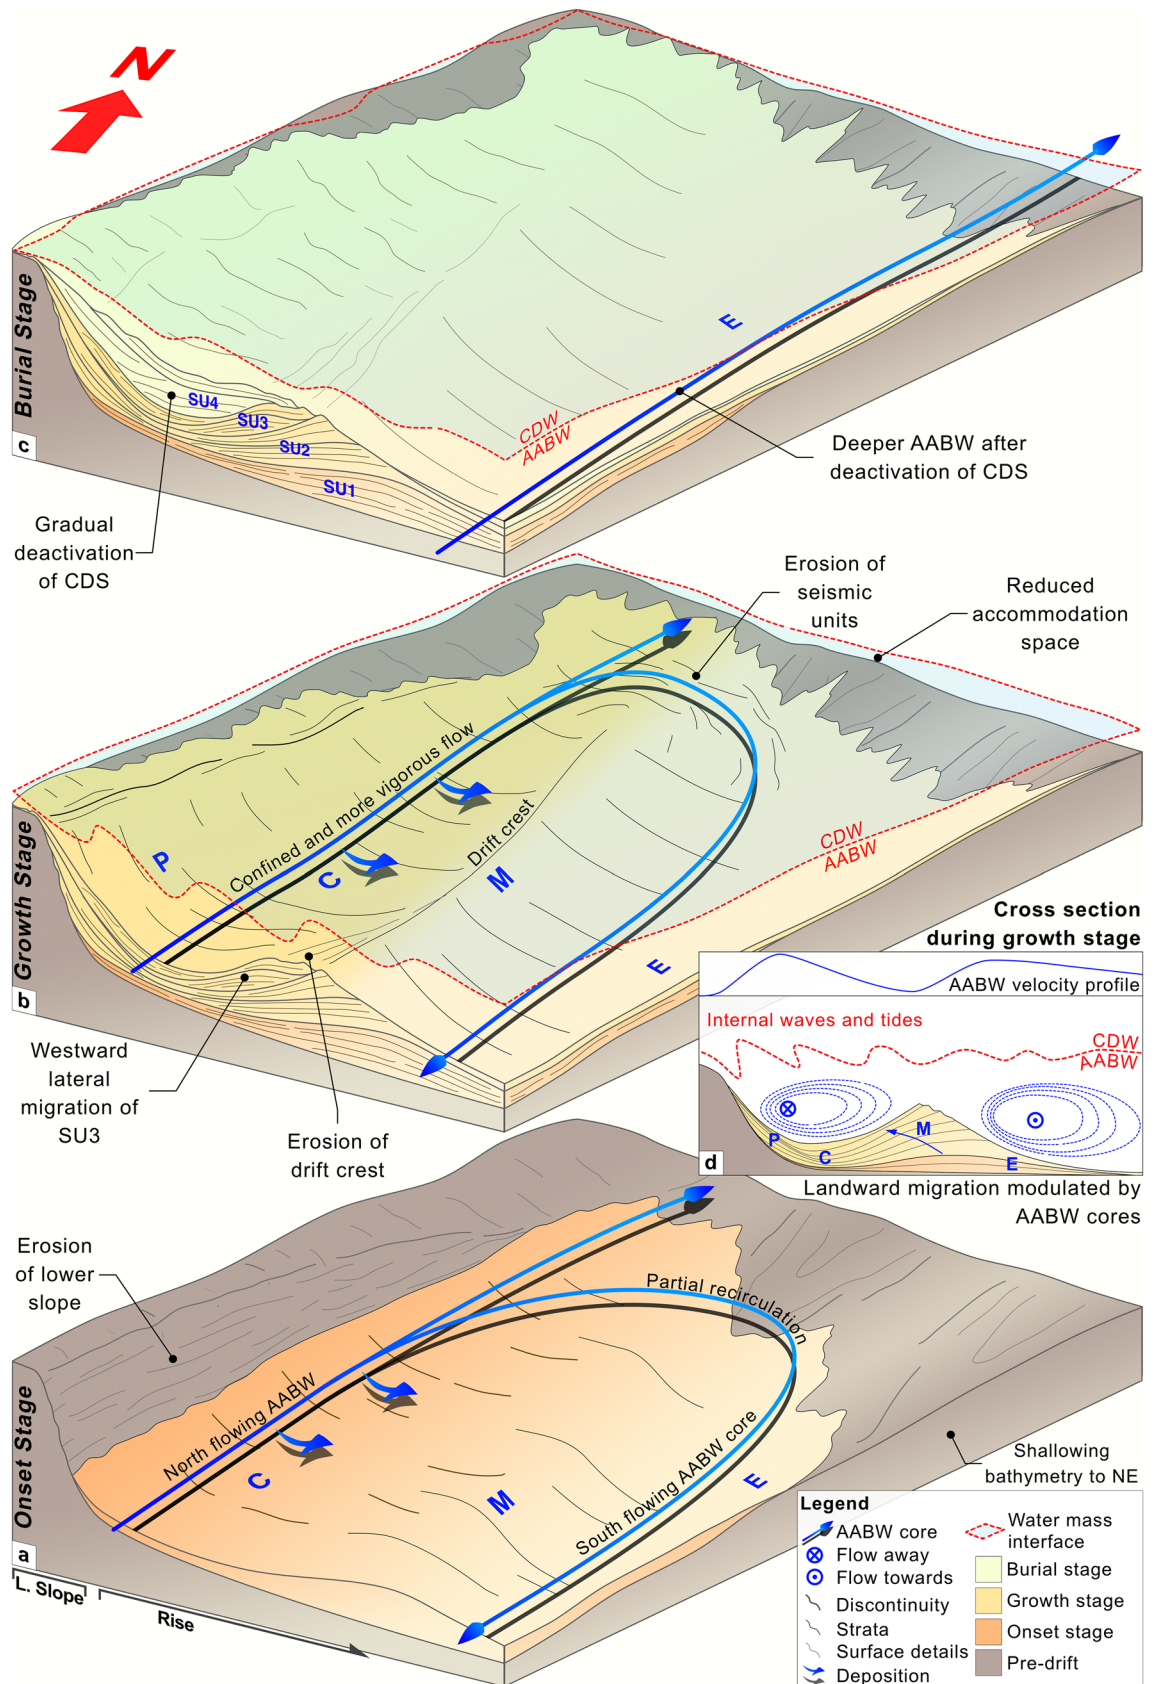 N
Burial Stage
c
SU4
SU3
SU2
SU1
E
CDW
AABW
Deeper AABW after
deactivation of CDS
Gradual
deactivation
of CDS
Erosion of
seismic
units
Reduced
accommodation
space
Growth Stage
b
P
Confined and more vigorous flow
C
Drift crest
M
E
CDW
AABW
Westward
lateral
migration of
SU3
Erosion of
drift crest
Cross section
during growth stage
AABW velocity profile
Internal waves and tides
CDW
AABW
P
C
M
E
d
Landward migration modulated by
AABW cores
Erosion
of lower
slope
Onset Stage
a
North flowing AABW
Partial recirculation
South flowing AABW core
C
M
E
Shallowing
bathymetry to NE
L. Slope
Rise
Legend
AABW core
Flow away
Flow towards
Discontinuity
Strata
Surface details
Deposition
Water mass
interface
Burial stage
Growth stage
Onset stage
Pre-drift